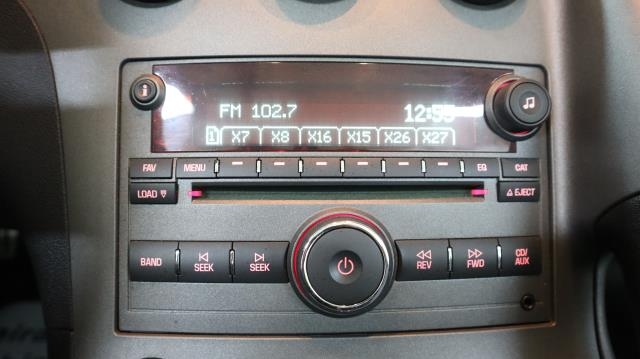 i
FM 102.7 12:55
1 X7 X8 X16 X15 X26 X27
FAV MENU EQ CAT
LOAD EJECT
BAND SEEK SEEK REV FWD CD/AUX